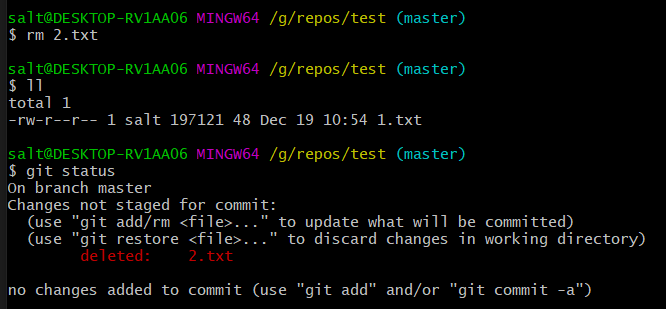 salt@DESKTOP-RV1AAO6 MINGW64 /g/repos/test (master)
$ rm 2.txt
salt@DESKTOP-RV1AAO6 MINGW64 /g/repos/test (master)
$ ll
total 1
-rw-r--r-- 1 salt 197121 48 Dec 19 10:54 1.txt
salt@DESKTOP-RV1AAO6 MINGW64 /g/repos/test (master)
$ git status
On branch master
Changes not staged for commit:
  (use "git add/rm <file>..." to update what will be committed)
  (use "git restore <file>..." to discard changes in working directory)
        deleted:    2.txt
no changes added to commit (use "git add" and/or "git commit -a")